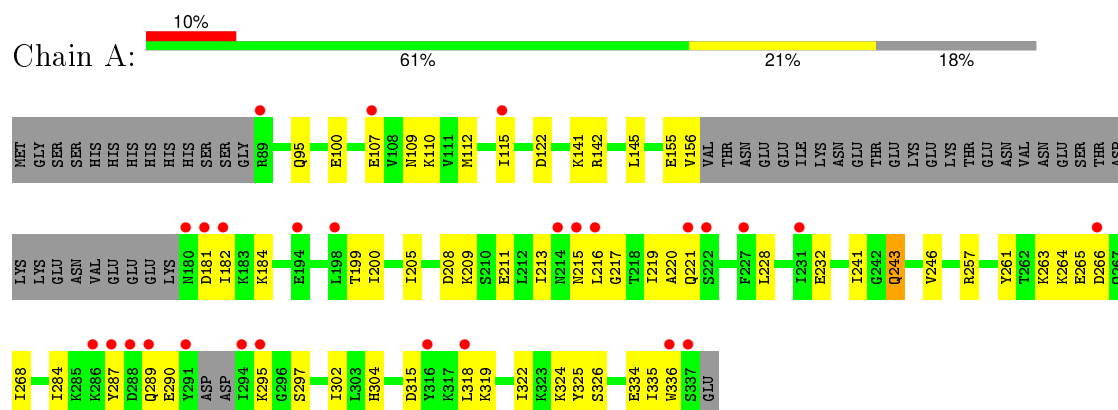 10%
Chain A:
61% 21% 18%
MET GLY SER SER HIS HIS HIS HIS HIS HIS SER SER GLY R89 Q95 E100 E107 V108 N109 K110 V111 M112 I115 D122 K141 R142 L145 E155 V156 VAL THR ASN GLU GLU ILE LYS ASN GLU THR GLU LYS GLU LYS THR GLU ASN VAL ASN GLU SER THR ASP
LYS LYS GLU ASN VAL GLU GLU GLU LYS N180 D181 I182 K183 K184 E194 L198 T199 I200 I205 D208 K209 S210 E211 L212 I213 N214 N215 L216 G217 T218 I219 A220 Q221 S222 F227 L228 I231 E232 I241 G242 Q243 V246 R257 Y261 T262 K263 K264 E265 D266 Q267
I268 I284 K285 K286 Y287 D288 Q289 E290 Y291 ASP ASP I294 K295 G296 S297 I302 L303 H304 D315 Y316 K317 L318 K319 I322 K323 K324 Y325 S326 E334 I335 W336 S337 GLU